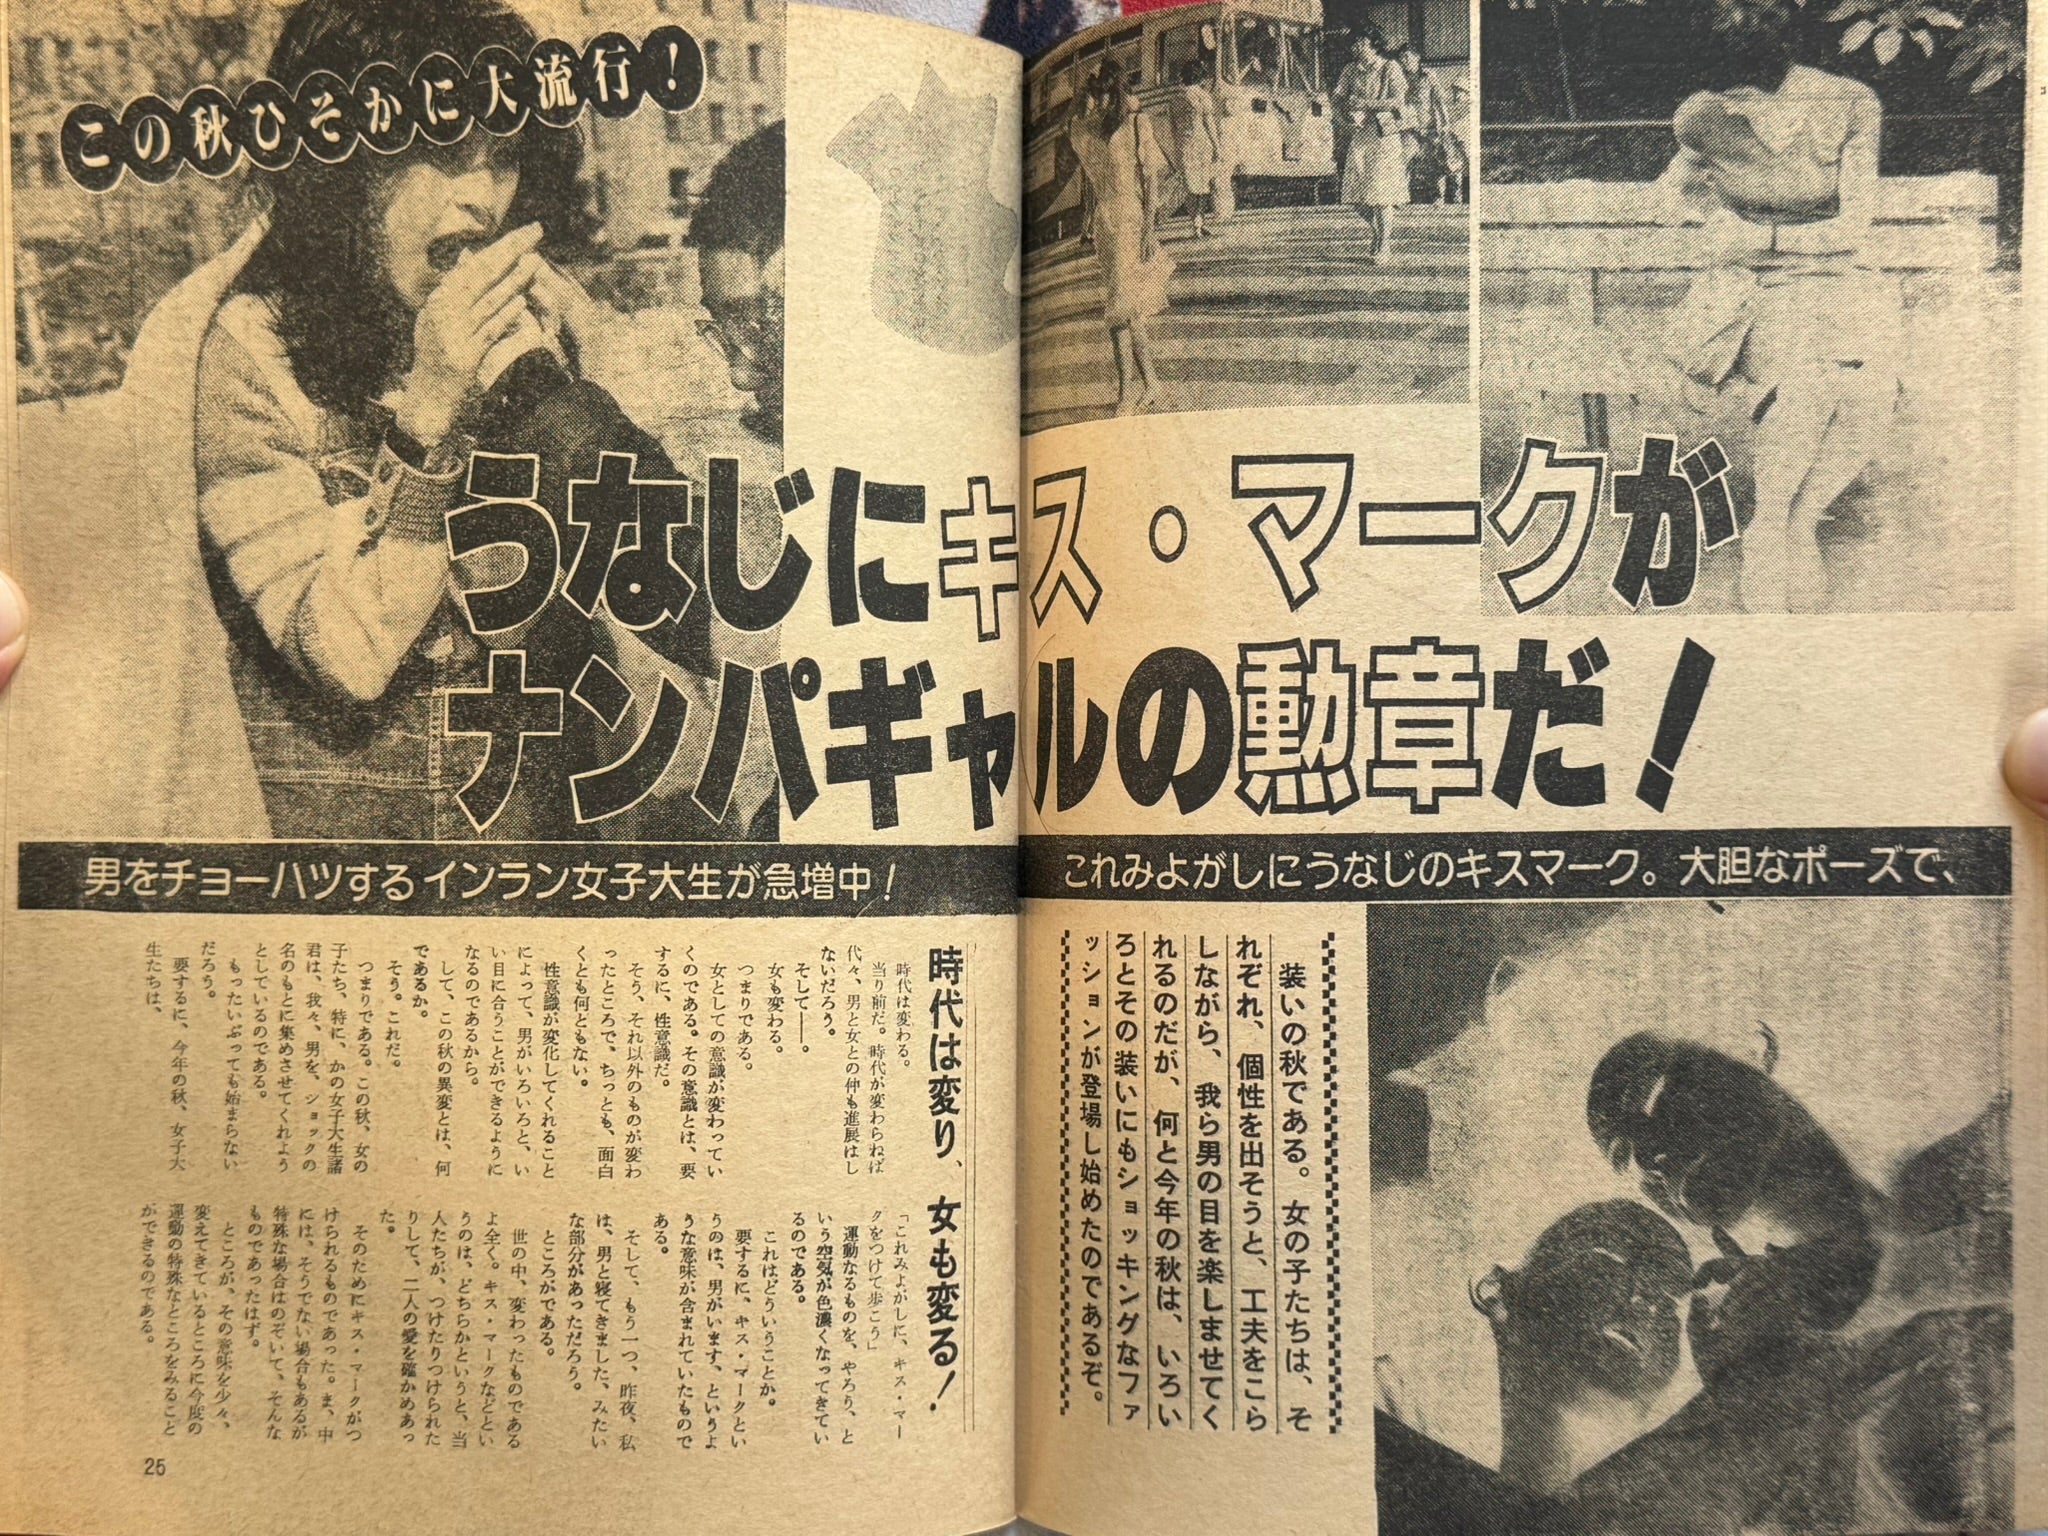 この秋ひそかに大流行!
うなじにキス・マークが
ナンパギャルの勲章だ!
これみよがしにうなじのキスマーク。大胆なポーズで、
男をチョーハツするインラン女子大生が急増中!
装いの秋である。女の子たちは、そ
れぞれ、個性を出そうと、工夫をこら
しながら、我ら男の目を楽しませてく
れるのだが、何と今年の秋は、いろい
ろとその装いにもショッキングなファ
ッションが登場し始めたのであるぞ。
時代は変り、女も変る!
時代は変わる。
当り前だ。時代が変わらねば
代々、男と女との仲も進展はし
ないだろう。
そして――。
女も変わる。
つまりである。
女としての意識が変わってい
くのである。その意識とは、要
するに、性意識だ。
そう、それ以外のものが変わ
ったところで、ちっとも、面白
くとも何ともない。
性意識が変化してくれること
によって、男がいろいろと、い
い目に合うことができるように
なるのであるから。
して、この秋の異変とは、何
であるか。
そう。これだ。
つまりである。この秋、女の
子たち、特に、かの女子大生諸
君は、我々、男を、ショックの
名のもとに集めさせてくれよう
としているのである。
もったいぶっても始まらない
だろう。
要するに、今年の秋、女子大
生たちは、
「これみよがしに、キス・マー
クをつけて歩こう」
運動なるものを、やろう、と
いう空気が色濃くなってきてい
るのである。
これはどういうことか。
要するに、キス・マークとい
うのは、男がいます、というよ
うな意味が含まれていたもので
ある。
そして、もう一つ、昨夜、私
は、男と寝てきました、みたい
な部分があっただろう。
ところがである。
世の中、変わったものである
よ全く。キス・マークなどとい
うのは、どちらかというと、当
人たちが、つけたりつけられた
りして、二人の愛を確かめあっ
た。
そのためにキス・マークがつ
けられるものであった。ま、中
には、そうでない場合もあるが
特殊な場合はのぞいて、そんな
ものであったはず。
ところが、その意味を少々、
変えてきているところに今度の
運動の特殊なところをみること
ができるのである。
25